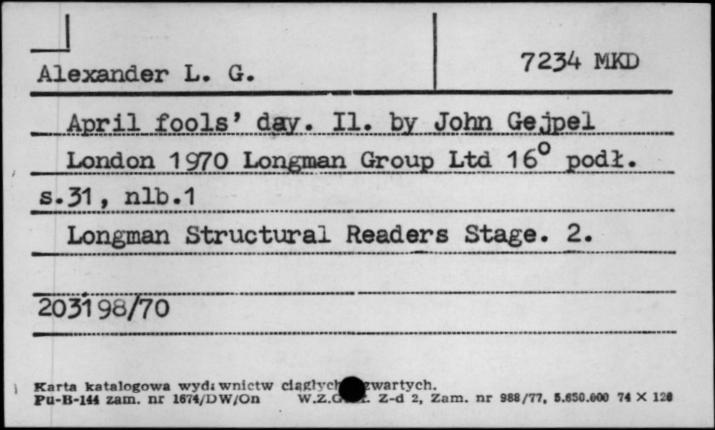 Alexander L. G.
7234 MKD
April fools' day. Il. by John Gejpel
London 1970 Longman Group Ltd 16° podł.
s.31, nlb.1
Longman Structural Readers Stage. 2.
203198/70
Karta katalogowa wyd wnictw ciągłych zwartych.
Pu-B-144 zam. nr 1674/DW/On W.Z.G. Z-d 2, Zam. nr 988/77, 5.650.000 74 X 120